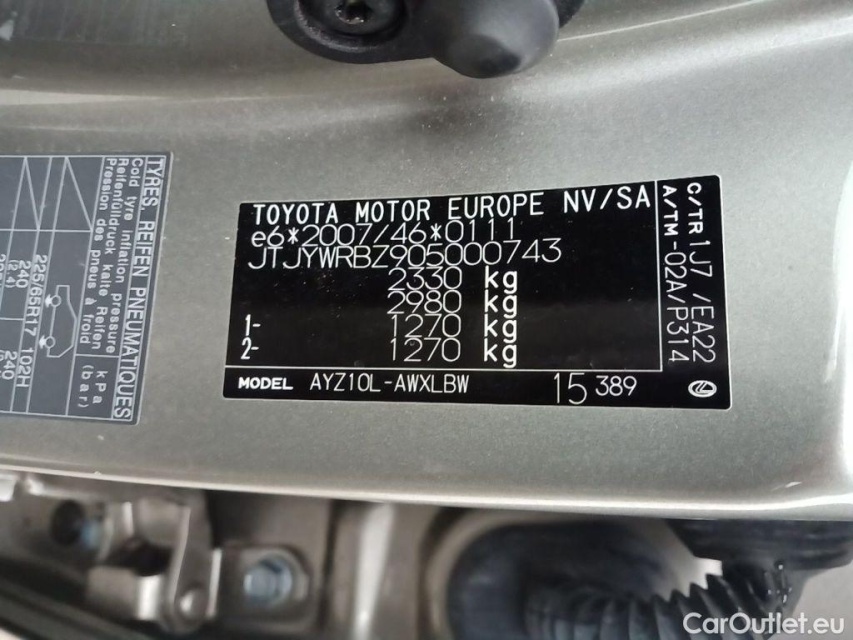 TOYOTA MOTOR EUROPE NV/SA
e6*2007/46*0111
JTJYWRBZ905000743
2330 kg
2980 kg
1- 1270 kg
2- 1270 kg
MODEL AYZ10L-AWXLBW 15 389
C/TR 1J7 /EA22
A/TM -02A/P314
TYRES REIFEN PNEUMATIQUES
Cold tyre inflation pressure kPa
Reifenfülldruck kalte Reifen (bar)
Pression des pneus à froid
225/65R17 102H
240 240
CarOutlet.eu